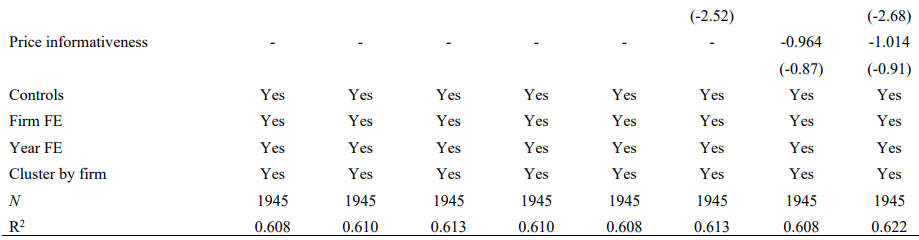 (-2.52) (-2.68)
Price informativeness - - - - - - -0.964 -1.014
(-0.87) (-0.91)
Controls Yes Yes Yes Yes Yes Yes Yes Yes
Firm FE Yes Yes Yes Yes Yes Yes Yes Yes
Year FE Yes Yes Yes Yes Yes Yes Yes Yes
Cluster by firm Yes Yes Yes Yes Yes Yes Yes Yes
N 1945 1945 1945 1945 1945 1945 1945 1945
R² 0.608 0.610 0.613 0.610 0.608 0.613 0.608 0.622